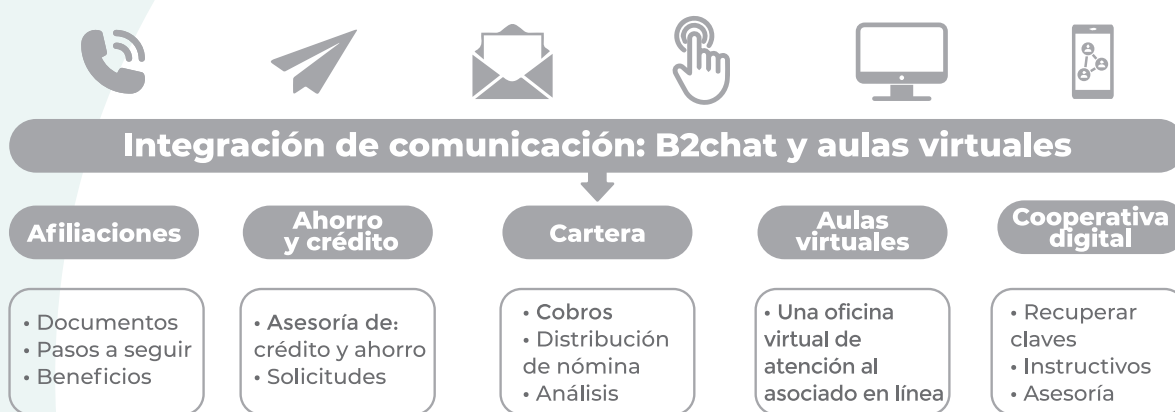 Integración de comunicación: B2chat y aulas virtuales
Afiliaciones
• Documentos
• Pasos a seguir
• Beneficios
Ahorro
y crédito
• Asesoría de:
crédito y ahorro
• Solicitudes
Cartera
• Cobros
• Distribución
de nómina
• Análisis
Aulas
virtuales
• Una oficina
virtual de
atención al
asociado en línea
Cooperativa
digital
• Recuperar
claves
• Instructivos
• Asesoría